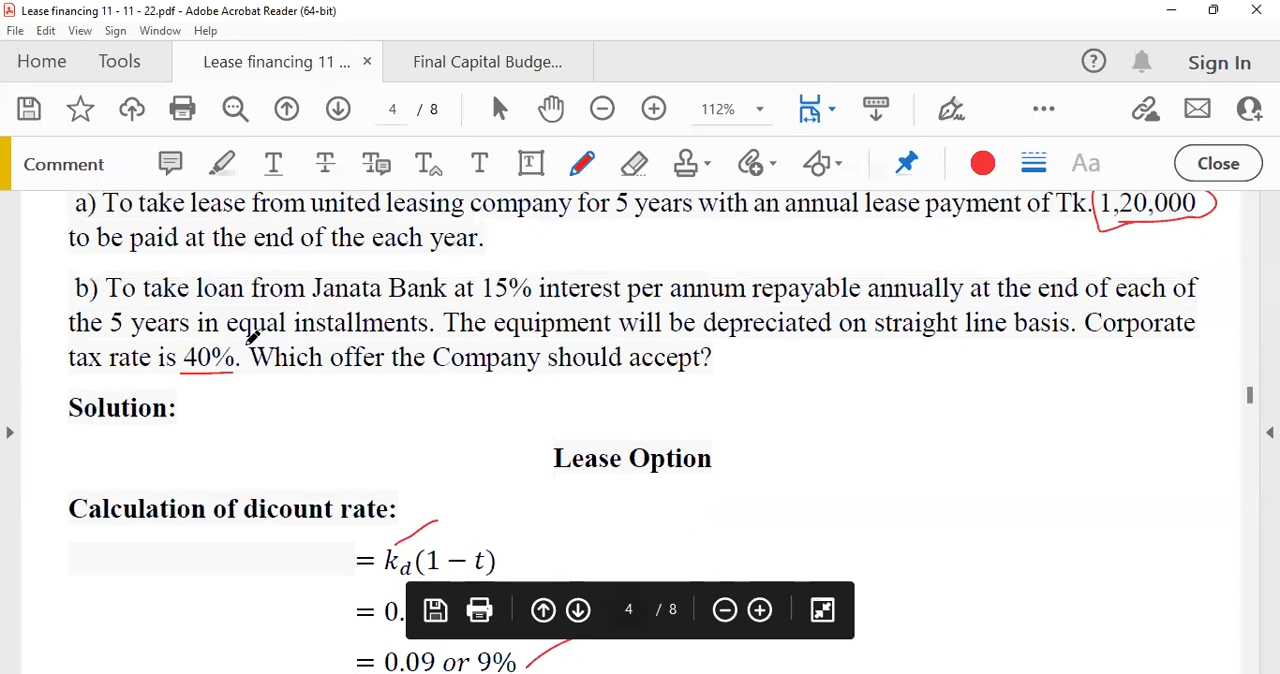 Lease financing 11 - 11 - 22.pdf - Adobe Acrobat Reader (64-bit)
File Edit View Sign Window Help
Home Tools Lease financing 11 ... × Final Capital Budge... Sign In
4 / 8 112%
Comment Aa Close
a) To take lease from united leasing company for 5 years with an annual lease payment of Tk. 1,20,000
to be paid at the end of the each year.
b) To take loan from Janata Bank at 15% interest per annum repayable annually at the end of each of
the 5 years in equal installments. The equipment will be depreciated on straight line basis. Corporate
tax rate is 40%. Which offer the Company should accept?
Solution:
Lease Option
Calculation of dicount rate:
= k_d(1 − t)
= 0.
4 / 8
= 0.09 or 9%